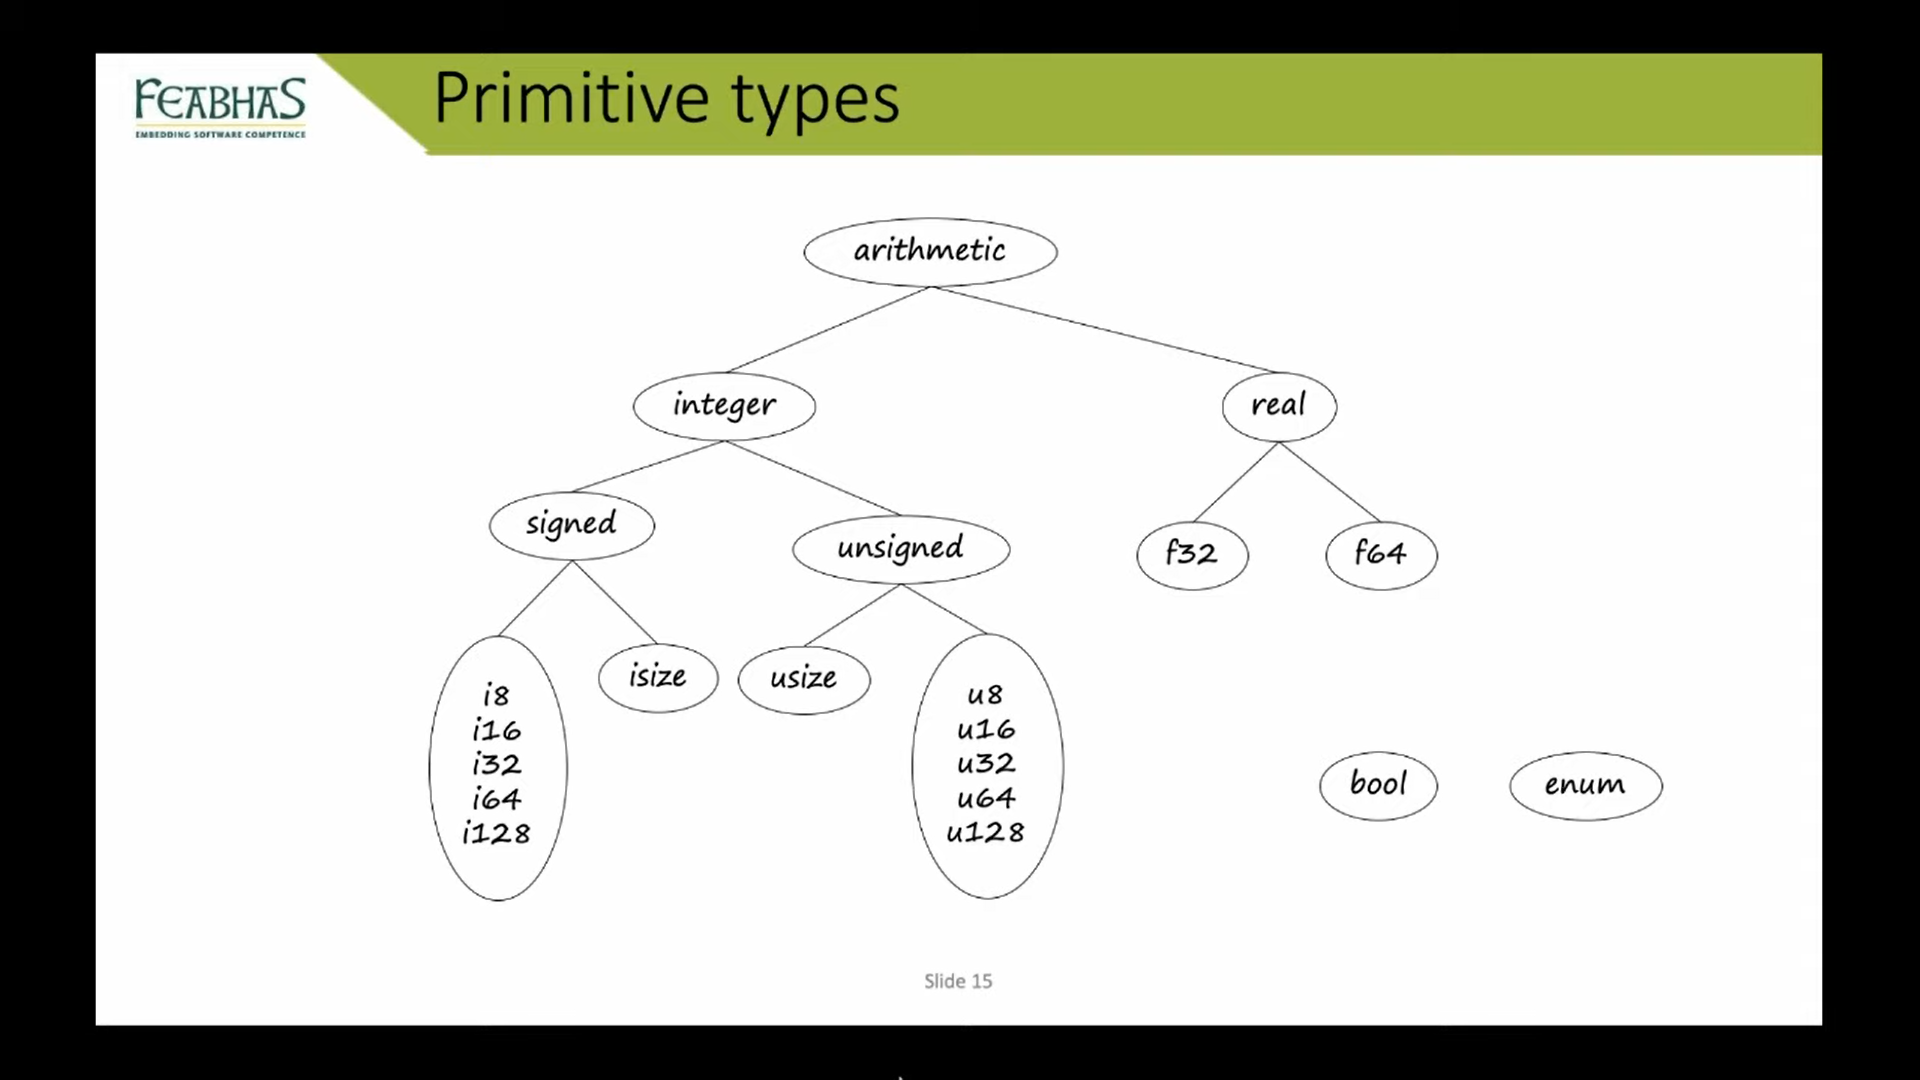 FEABHAS
EMBEDDING SOFTWARE COMPETENCE
Primitive types
arithmetic
integer
real
signed
unsigned
f32
f64
i8
i16
i32
i64
i128
isize
usize
u8
u16
u32
u64
u128
bool
enum
Slide 15